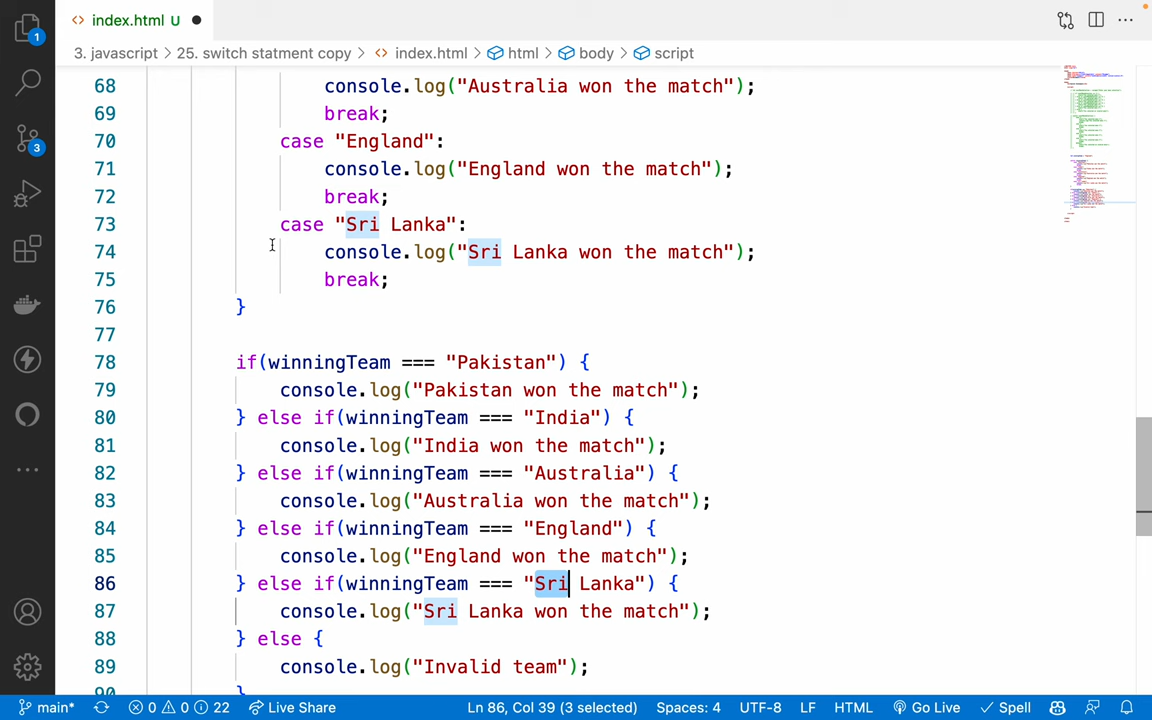 index.html U
3. javascript > 25. switch statment copy > index.html > html > body > script
68 console.log("Australia won the match");
69 break;
70 case "England":
71 console.log("England won the match");
72 break;
73 case "Sri Lanka":
74 console.log("Sri Lanka won the match");
75 break;
76 }
77
78 if(winningTeam === "Pakistan") {
79 console.log("Pakistan won the match");
80 } else if(winningTeam === "India") {
81 console.log("India won the match");
82 } else if(winningTeam === "Australia") {
83 console.log("Australia won the match");
84 } else if(winningTeam === "England") {
85 console.log("England won the match");
86 } else if(winningTeam === "Sri Lanka") {
87 console.log("Sri Lanka won the match");
88 } else {
89 console.log("Invalid team");
90 }
1
3
main* 0 0 22 Live Share Ln 86, Col 39 (3 selected) Spaces: 4 UTF-8 LF HTML Go Live Spell